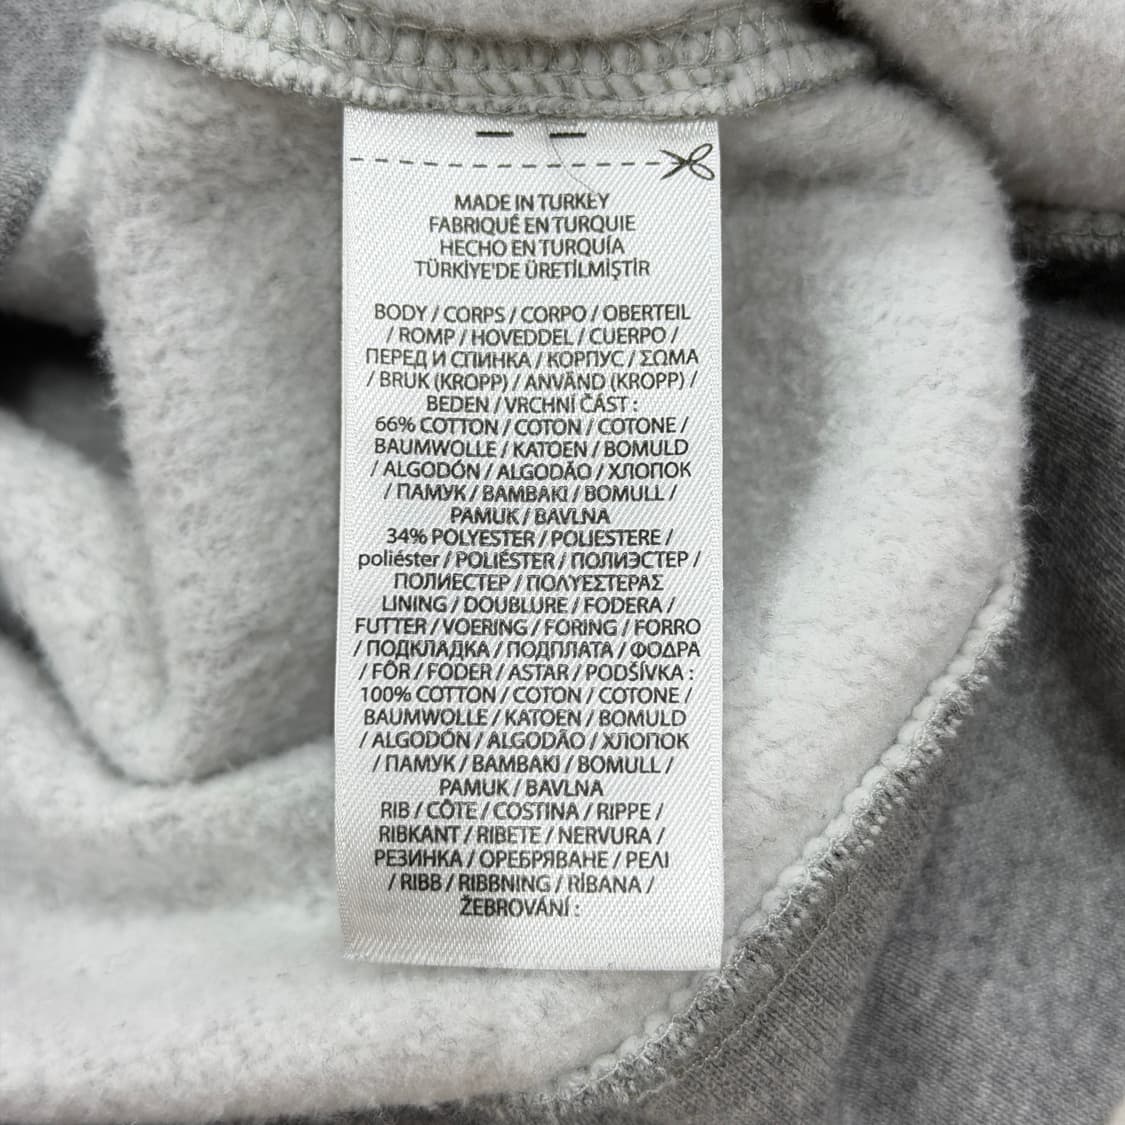 MADE IN TURKEY
FABRIQUÉ EN TURQUIE
HECHO EN TURQUÍA
TÜRKİYE'DE ÜRETİLMİŞTİR
BODY / CORPS / CORPO / OBERTEIL
/ ROMP / HOVEDDEL / CUERPO /
ПЕРЕД И СПИНКА / КОРПУС / ΣΩΜΑ
/ BRUK (KROPP) / ANVÄND (KROPP) /
BEDEN / VRCHNÍ ČÁST :
66% COTTON / COTON / COTONE /
BAUMWOLLE / KATOEN / BOMULD
/ ALGODÓN / ALGODÃO / ХЛОПОК
/ ПАМУК / ΒΑΜΒΑΚΙ / BOMULL /
PAMUK / BAVLNA
34% POLYESTER / POLIESTERE /
poliéster / POLIÉSTER / ПОЛИЭСТЕР /
ПОЛИЕСТЕР / ΠΟΛΥΕΣΤΕΡΑΣ
LINING / DOUBLURE / FODERA /
FUTTER / VOERING / FORING / FORRO
/ ПОДКЛАДКА / ПОДПЛАТА / ΦΟΔΡΑ
/ FÔR / FODER / ASTAR / PODŠÍVKA :
100% COTTON / COTON / COTONE /
BAUMWOLLE / KATOEN / BOMUD
/ ALGODÓN / ALGODÃO / ХЛОПОК
/ ПАМУК / ΒΑΜΒΑΚΙ / BOMULL /
PAMUK / BAVLNA
RIB / CÔTE / COSTINA / RIPPE /
RIBKANT / RIBETE / NERVURA /
РЕЗИНКА / ОРЕБРЯВАНЕ / ΡΕΛΙ
/ RIBB / RIBBNING / RİBANA /
ŽEBROVÁNÍ :